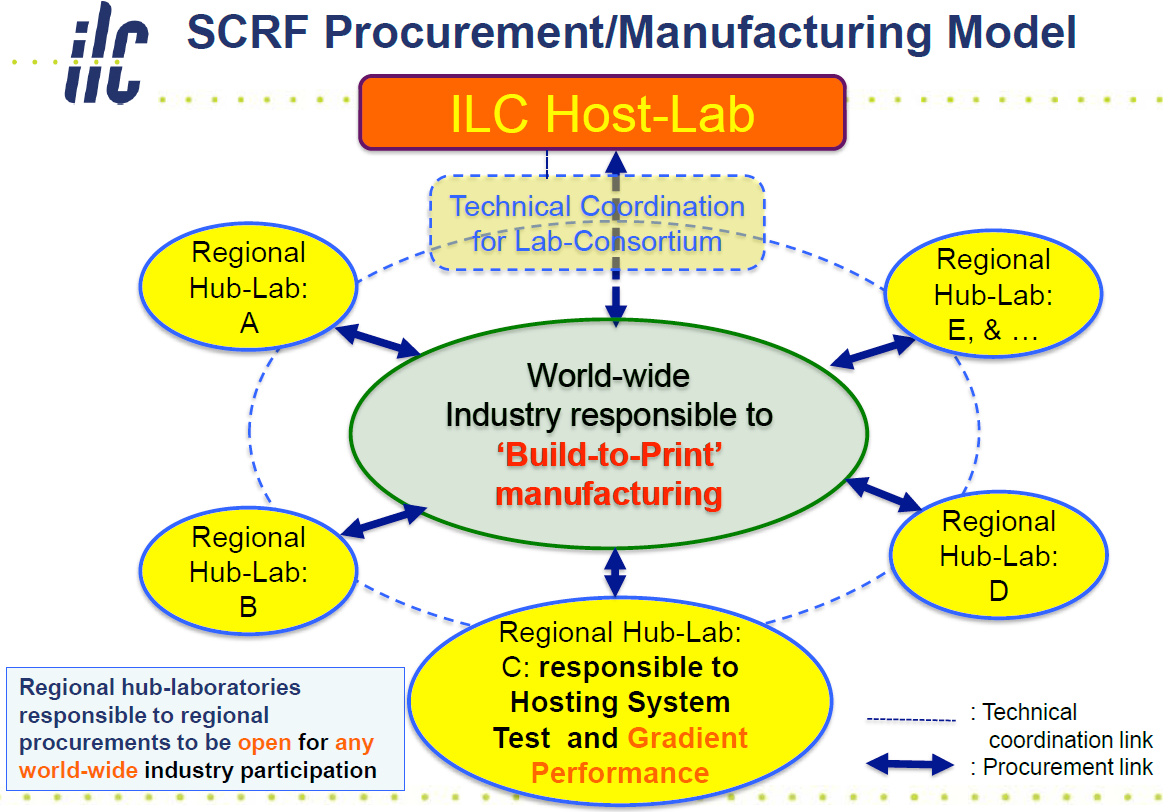 ilc
SCRF Procurement/Manufacturing Model
ILC Host-Lab
Technical Coordination
for Lab-Consortium
Regional
Hub-Lab:
A
Regional
Hub-Lab:
E, & …
World-wide
Industry responsible to
‘Build-to-Print’
manufacturing
Regional
Hub-Lab:
B
Regional
Hub-Lab:
D
Regional Hub-Lab:
C: responsible to
Hosting System
Test and Gradient
Performance
Regional hub-laboratories
responsible to regional
procurements to be open for any
world-wide industry participation
: Technical
coordination link
: Procurement link